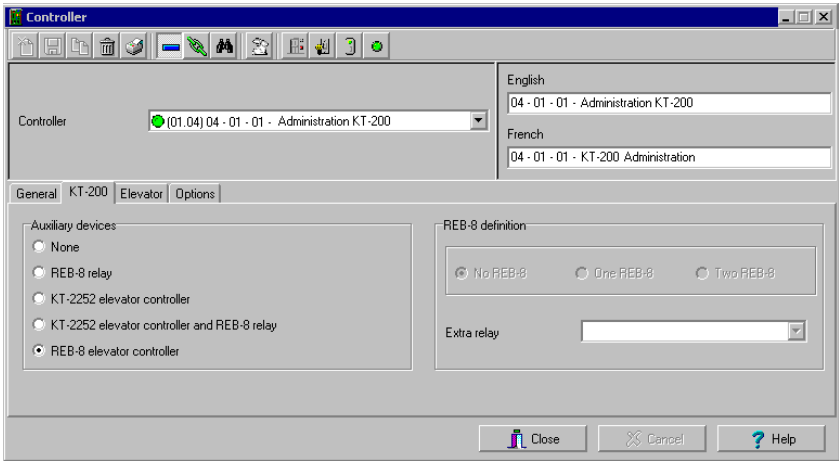 Controller
Controller
(01.04) 04 - 01 - 01 - Administration KT-200
English
04 - 01 - 01 - Administration KT-200
French
04 - 01 - 01 - KT-200 Administration
General KT-200 Elevator Options
Auxiliary devices
None
REB-8 relay
KT-2252 elevator controller
KT-2252 elevator controller and REB-8 relay
REB-8 elevator controller
REB-8 definition
No REB-8 One REB-8 Two REB-8
Extra relay
Close Cancel ? Help